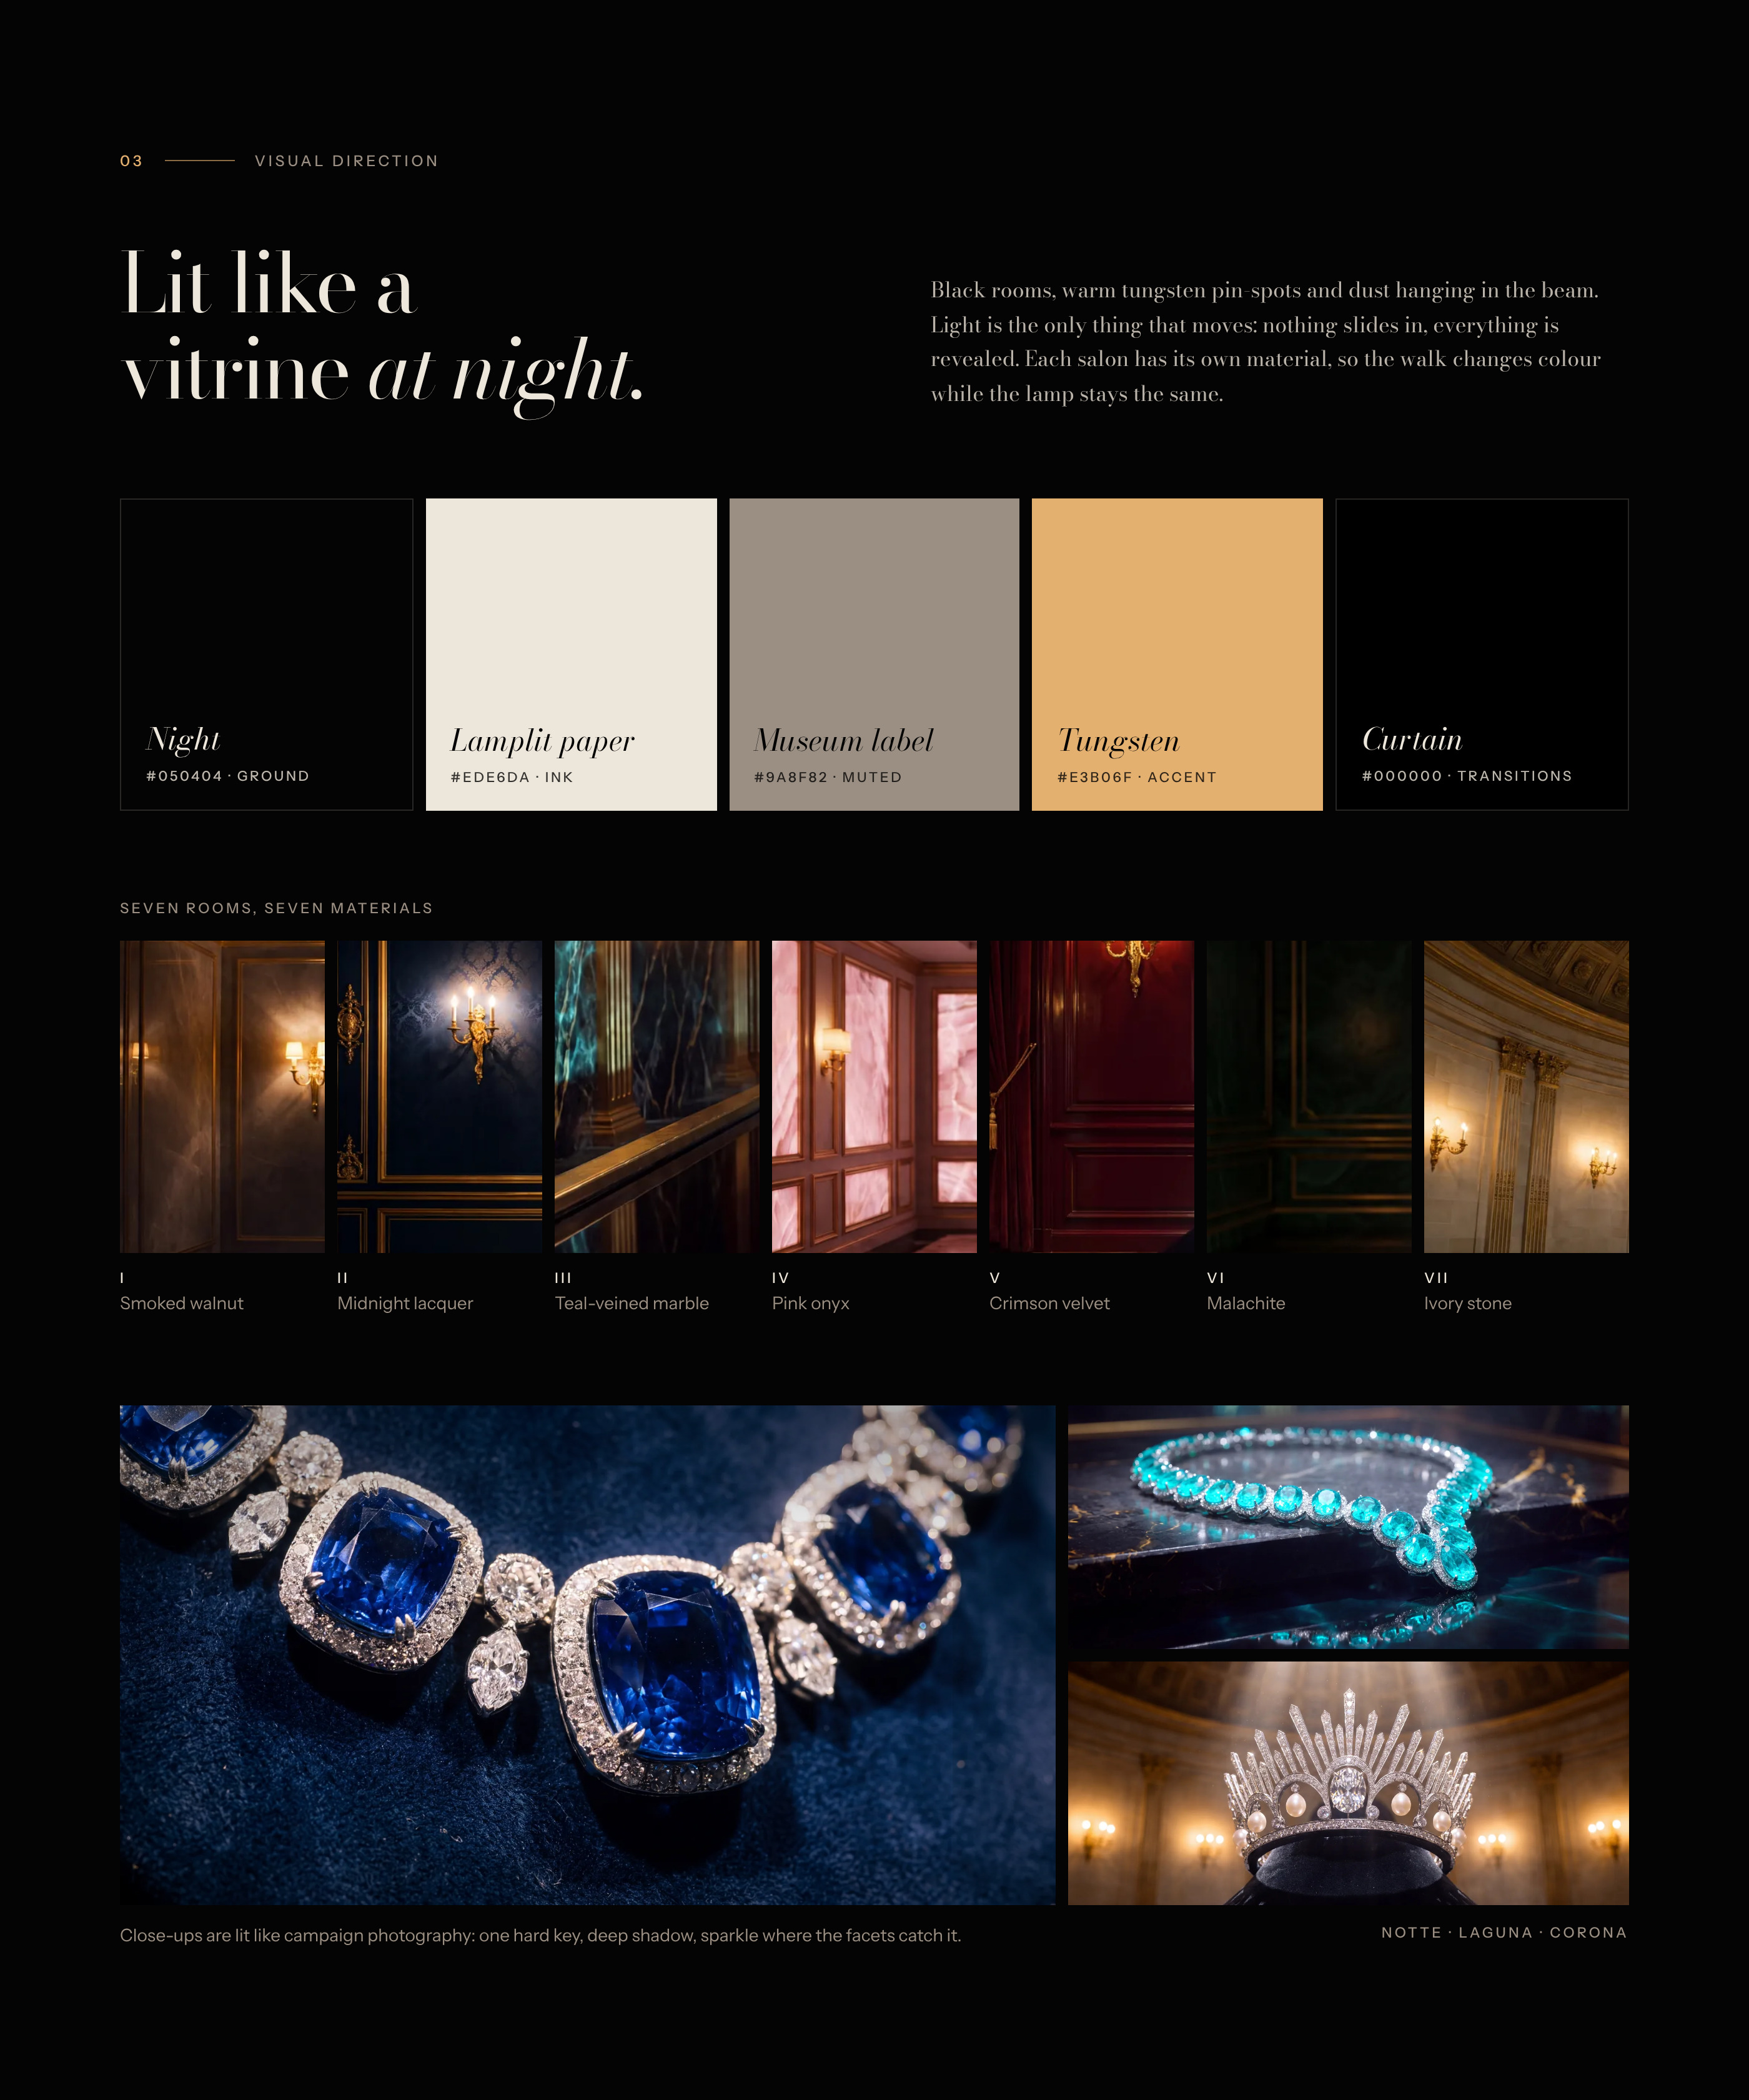 03
VISUAL DIRECTION
Lit like a
vitrine at night.
Black rooms, warm tungsten pin-spots and dust hanging in the beam.
Light is the only thing that moves: nothing slides in, everything is
revealed. Each salon has its own material, so the walk changes colour
while the lamp stays the same.
Night
#050404 · GROUND
Lamplit paper
#EDE6DA · INK
Museum label
#9A8F82 · MUTED
Tungsten
#E3B06F · ACCENT
Curtain
#000000 · TRANSITIONS
SEVEN ROOMS, SEVEN MATERIALS
I
Smoked walnut
II
Midnight lacquer
III
Teal-veined marble
IV
Pink onyx
V
Crimson velvet
VI
Malachite
VII
Ivory stone
Close-ups are lit like campaign photography: one hard key, deep shadow, sparkle where the facets catch it.
NOTTE · LAGUNA · CORONA